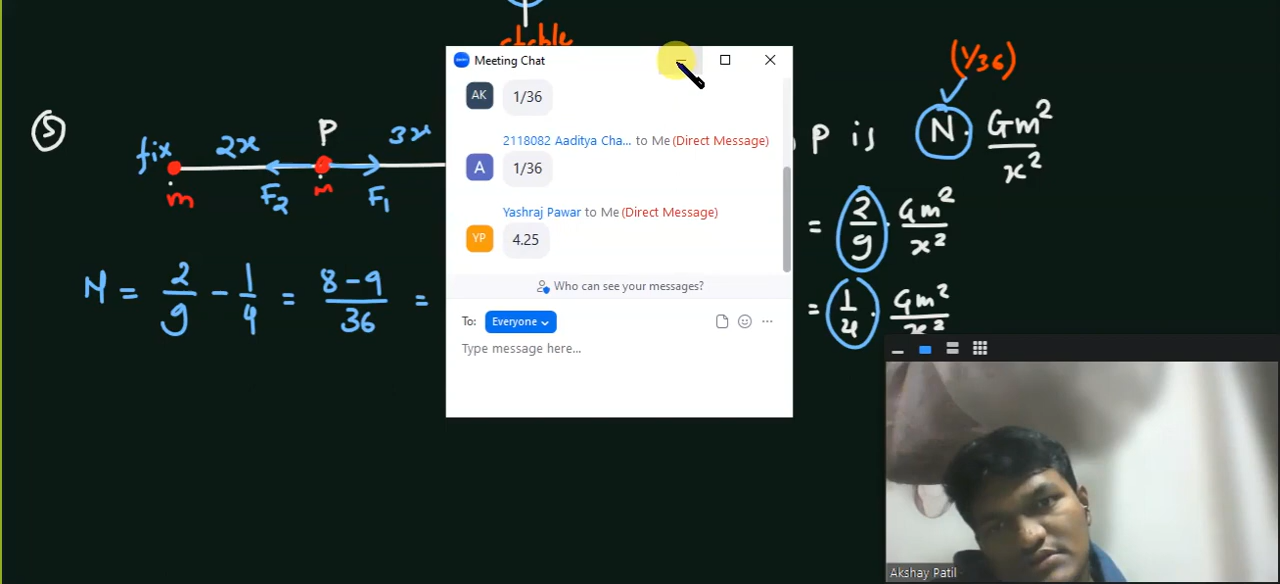 stable
Meeting Chat
(1/36)
AK
1/36
⑤
fix 2x P 3x
P is N. Gm²/x²
2118082 Aaditya Cha... to Me (Direct Message)
A
1/36
m F₂ m F₁
= 2/9 . Gm²/x²
Yashraj Pawar to Me (Direct Message)
YP
4.25
N = 2/9 - 1/4 = 8-9/36 =
Who can see your messages?
= 1/4 . Gm²/x²
To: Everyone
Type message here...
Akshay Patil